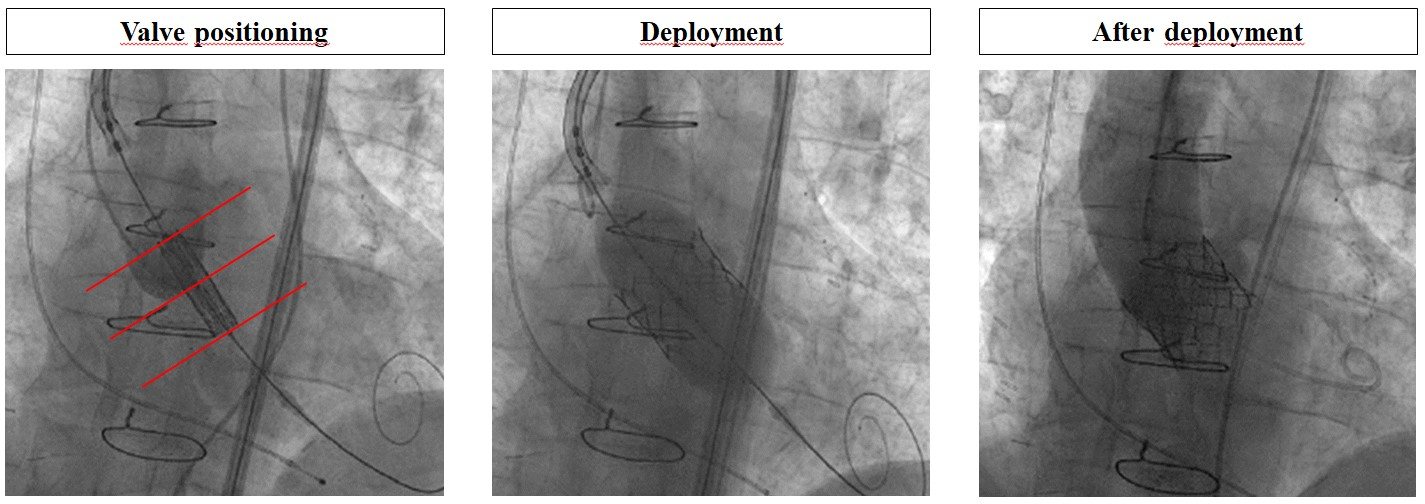 Valve positioning
Deployment
After deployment